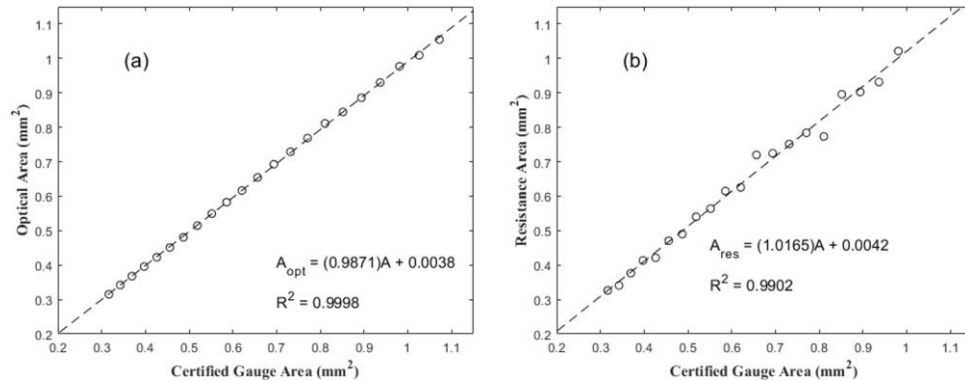 1.1
1
0.9
0.8
0.7
0.6
0.5
0.4
0.3
0.2
Optical Area (mm²)
(a)
A_opt = (0.9871)A + 0.0038
R² = 0.9998
0.2 0.3 0.4 0.5 0.6 0.7 0.8 0.9 1 1.1
Certified Gauge Area (mm²)
1.1
1
0.9
0.8
0.7
0.6
0.5
0.4
0.3
0.2
Resistance Area (mm²)
(b)
A_res = (1.0165)A + 0.0042
R² = 0.9902
0.2 0.3 0.4 0.5 0.6 0.7 0.8 0.9 1 1.1
Certified Gauge Area (mm²)